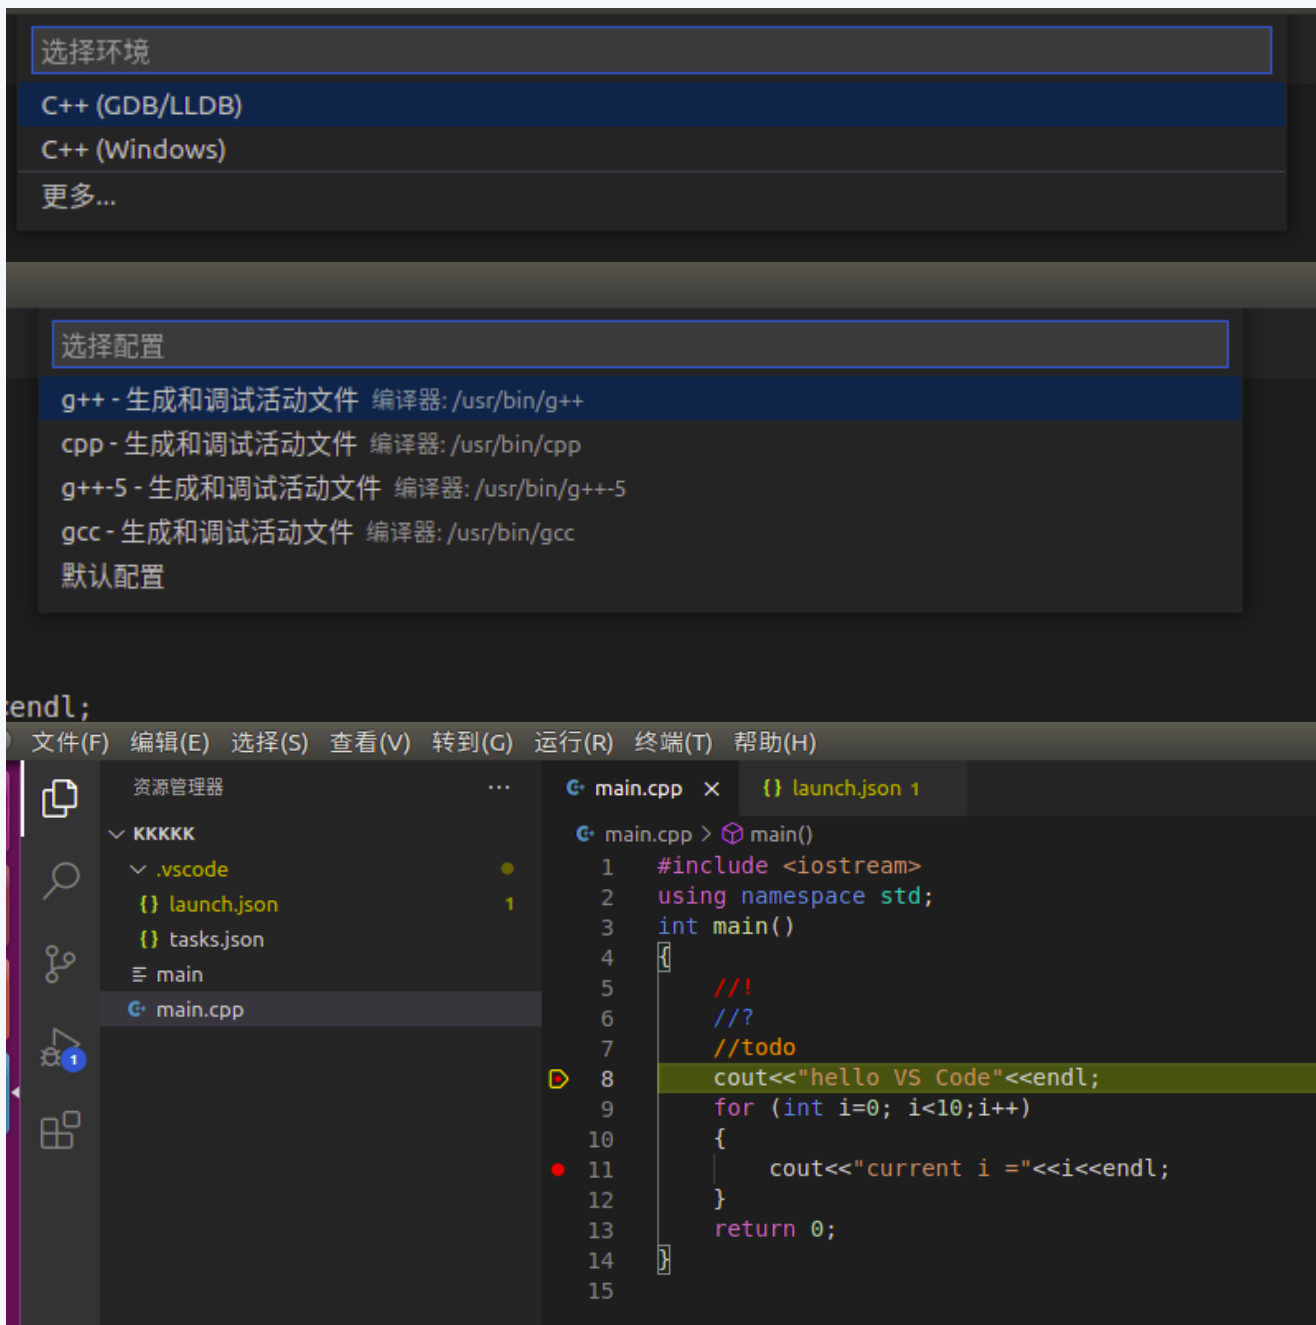 选择环境
C++ (GDB/LLDB)
C++ (Windows)
更多...
选择配置
g++ - 生成和调试活动文件 编译器: /usr/bin/g++
cpp - 生成和调试活动文件 编译器: /usr/bin/cpp
g++-5 - 生成和调试活动文件 编译器: /usr/bin/g++-5
gcc - 生成和调试活动文件 编译器: /usr/bin/gcc
默认配置
<endl;
文件(F) 编辑(E) 选择(S) 查看(V) 转到(G) 运行(R) 终端(T) 帮助(H)
资源管理器 ...
KKKKK
.vscode
{} launch.json 1
{} tasks.json
main
main.cpp
1
main.cpp × {} launch.json 1
main.cpp > main()
1 #include <iostream>
2 using namespace std;
3 int main()
4 {
5 //!
6 //?
7 //todo
8 cout<<"hello VS Code"<<endl;
9 for (int i=0; i<10;i++)
10 {
11 cout<<"current i ="<<i<<endl;
12 }
13 return 0;
14 }
15